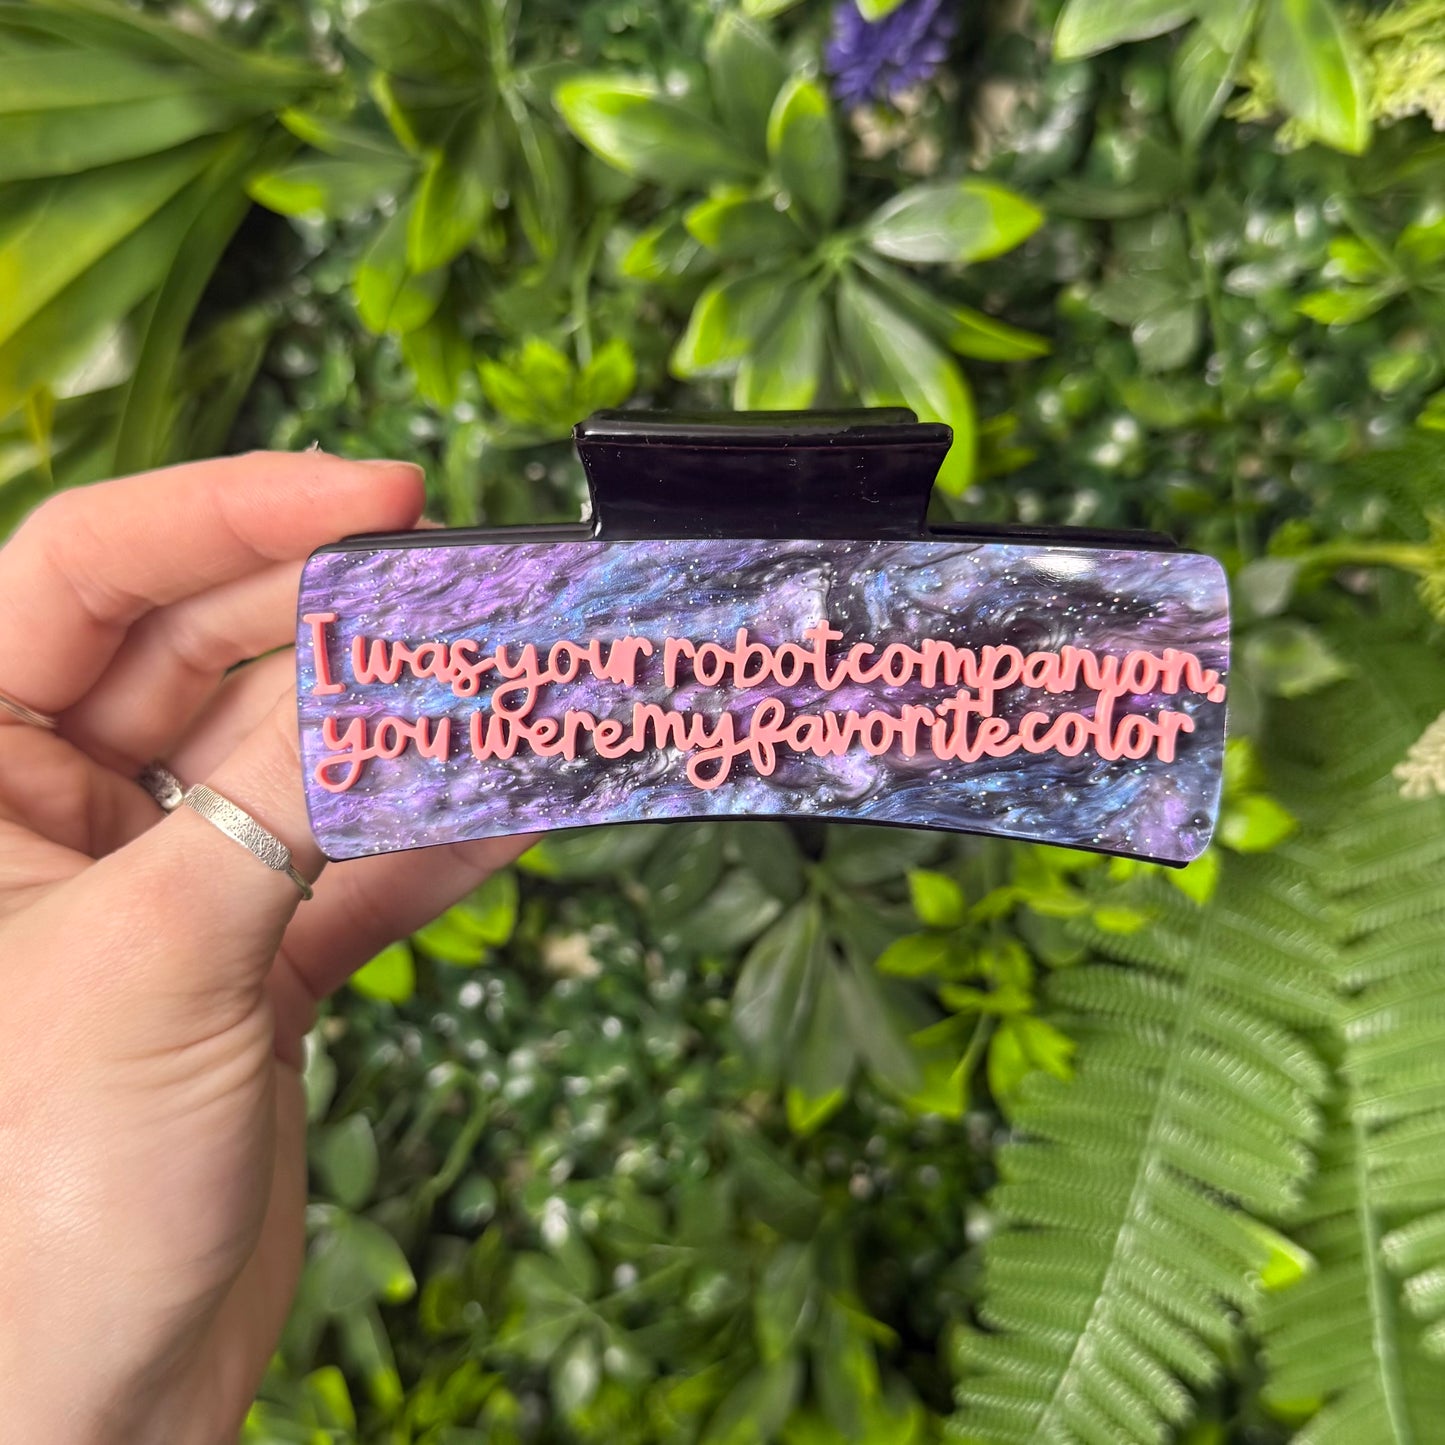 I was your robot companion,
you were my favorite color